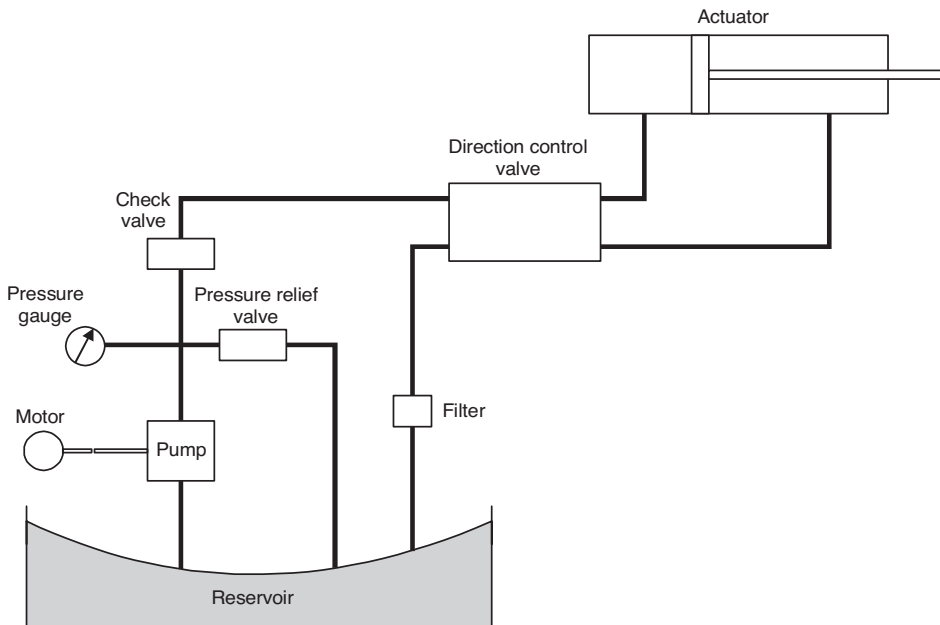 Actuator
Direction control
valve
Check
valve
Pressure
gauge
Pressure relief
valve
Motor
Pump
Filter
Reservoir